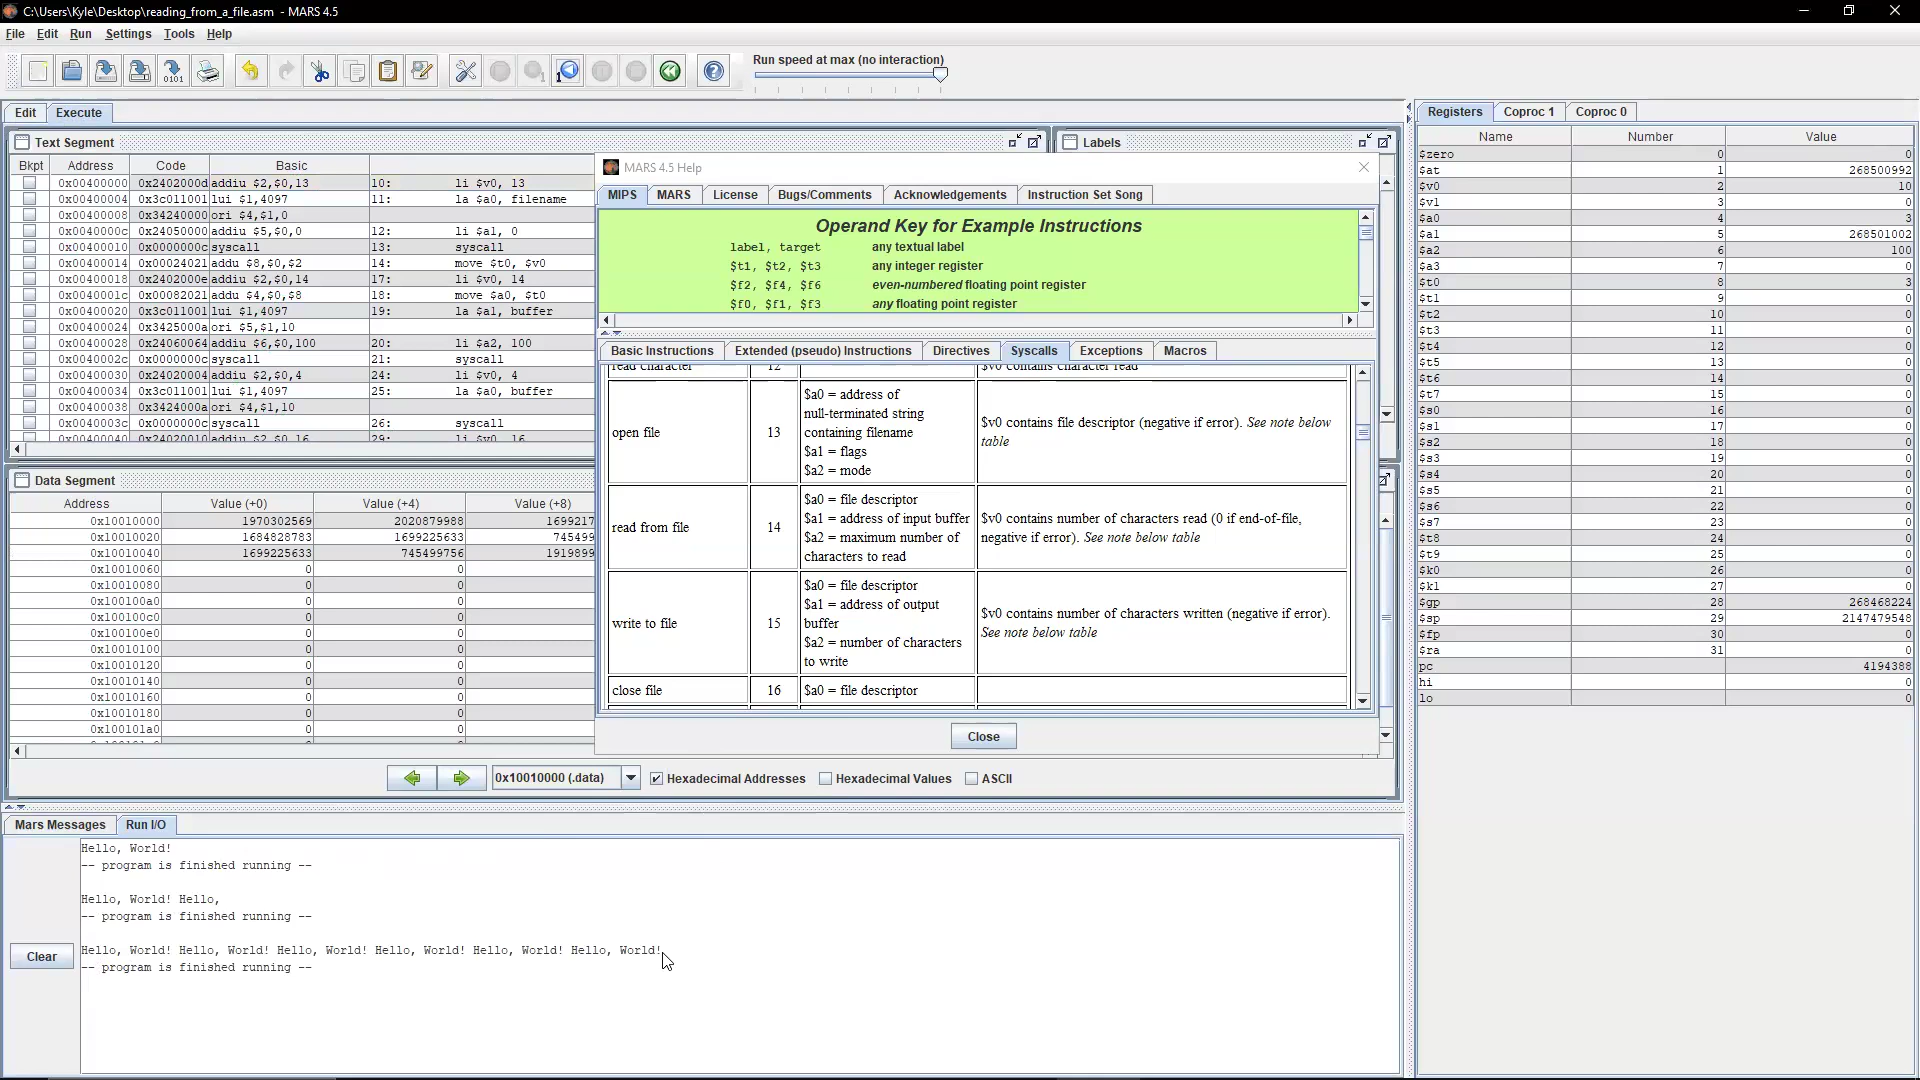 C:\Users\Kyle\Desktop\reading_from_a_file.asm - MARS 4.5
File Edit Run Settings Tools Help
Run speed at max (no interaction)
Edit Execute
Text Segment
Bkpt Address Code Basic
0x00400000 0x2402000d addiu $2,$0,13 10: li $v0, 13
0x00400004 0x3c011001 lui $1,4097 11: la $a0, filename
0x00400008 0x34240000 ori $4,$1,0
0x0040000c 0x24050000 addiu $5,$0,0 12: li $a1, 0
0x00400010 0x0000000c syscall 13: syscall
0x00400014 0x00024021 addu $8,$0,$2 14: move $t0, $v0
0x00400018 0x2402000e addiu $2,$0,14 17: li $v0, 14
0x0040001c 0x00082021 addu $4,$0,$8 18: move $a0, $t0
0x00400020 0x3c011001 lui $1,4097 19: la $a1, buffer
0x00400024 0x3425000a ori $5,$1,10
0x00400028 0x24060064 addiu $6,$0,100 20: li $a2, 100
0x0040002c 0x0000000c syscall 21: syscall
0x00400030 0x24020004 addiu $2,$0,4 24: li $v0, 4
0x00400034 0x3c011001 lui $1,4097 25: la $a0, buffer
0x00400038 0x3424000a ori $4,$1,10
0x0040003c 0x0000000c syscall 26: syscall
0x00400040 0x24020010 addiu $2,$0,16 29: li $v0, 16
Labels
MARS 4.5 Help
MIPS MARS License Bugs/Comments Acknowledgements Instruction Set Song
Operand Key for Example Instructions
label, target any textual label
$t1, $t2, $t3 any integer register
$f2, $f4, $f6 even-numbered floating point register
$f0, $f1, $f3 any floating point register
Basic Instructions Extended (pseudo) Instructions Directives Syscalls Exceptions Macros
read character 12 $v0 contains character read
open file 13
$a0 = address of
null-terminated string
containing filename
$a1 = flags
$a2 = mode
$v0 contains file descriptor (negative if error). See note below
table
read from file 14
$a0 = file descriptor
$a1 = address of input buffer
$a2 = maximum number of
characters to read
$v0 contains number of characters read (0 if end-of-file,
negative if error). See note below table
write to file 15
$a0 = file descriptor
$a1 = address of output
buffer
$a2 = number of characters
to write
$v0 contains number of characters written (negative if error).
See note below table
close file 16 $a0 = file descriptor
Close
Data Segment
Address Value (+0) Value (+4) Value (+8)
0x10010000 1970302569 2020879988 169921
0x10010020 1684828783 1699225633 745499
0x10010040 1699225633 745499756 1919899
0x10010060 0 0
0x10010080 0 0
0x100100a0 0 0
0x100100c0 0 0
0x100100e0 0 0
0x10010100 0 0
0x10010120 0 0
0x10010140 0 0
0x10010160 0 0
0x10010180 0 0
0x100101a0 0 0
0x10010000 (.data) Hexadecimal Addresses Hexadecimal Values ASCII
Mars Messages Run I/O
Clear
Hello, World!
-- program is finished running --
Hello, World! Hello,
-- program is finished running --
Hello, World! Hello, World! Hello, World! Hello, World! Hello, World! Hello, World!
-- program is finished running --
Registers Coproc 1 Coproc 0
Name Number Value
$zero 0 0
$at 1 268500992
$v0 2 10
$v1 3 0
$a0 4 3
$a1 5 268501002
$a2 6 100
$a3 7 0
$t0 8 3
$t1 9 0
$t2 10 0
$t3 11 0
$t4 12 0
$t5 13 0
$t6 14 0
$t7 15 0
$s0 16 0
$s1 17 0
$s2 18 0
$s3 19 0
$s4 20 0
$s5 21 0
$s6 22 0
$s7 23 0
$t8 24 0
$t9 25 0
$k0 26 0
$k1 27 0
$gp 28 268468224
$sp 29 2147479548
$fp 30 0
$ra 31 0
pc 4194388
hi 0
lo 0